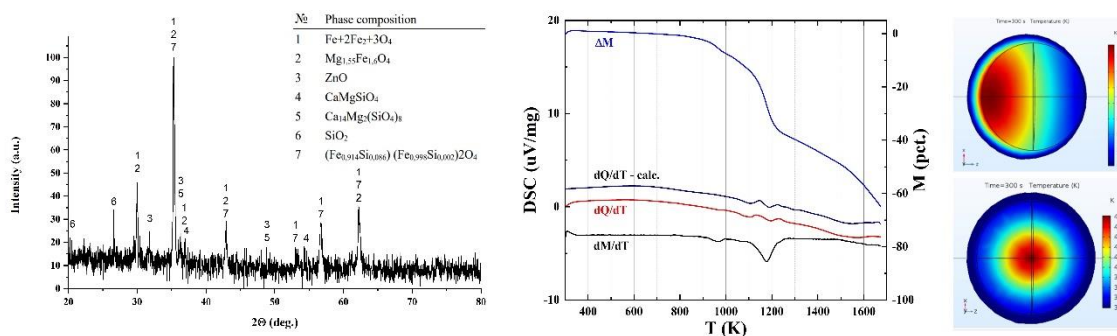 № Phase composition
1 Fe+2Fe₂+3O₄
2 Mg₁,₅₅Fe₁,₆O₄
3 ZnO
4 CaMgSiO₄
5 Ca₁₄Mg₂(SiO₄)₈
6 SiO₂
7 (Fe₀,₉₁₄Si₀,₀₈₆) (Fe₀,₉₉₈Si₀,₀₀₂)2O₄
1
2
7
1
2
6
3
5
1
2
4
6
3
1
2
7
3
5
1
7
4
1
7
1
7
2
Intensity (a.u.)
100
90
80
70
60
50
40
30
20
10
0
20 30 40 50 60 70 80
2Θ (deg.)
DSC (uV/mg)
20
10
0
-10
ΔM
dQ/dT - calc.
dQ/dT
dM/dT
0
-20
-40
-60
-80
-100
M (pct.)
400 600 800 1000 1200 1400 1600
T (K)
Time=300 s Temperature (K)
K
Time=300 s Temperature (K)
K